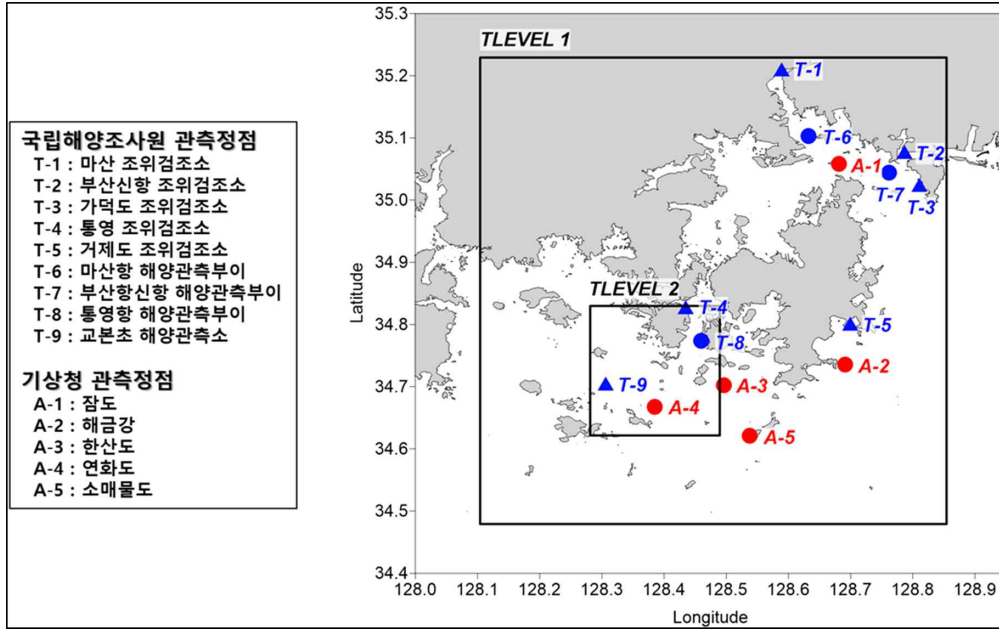 국립해양조사원 관측정점
T-1 : 마산 조위검조소
T-2 : 부산신항 조위검조소
T-3 : 가덕도 조위검조소
T-4 : 통영 조위검조소
T-5 : 거제도 조위검조소
T-6 : 마산항 해양관측부이
T-7 : 부산항신항 해양관측부이
T-8 : 통영항 해양관측부이
T-9 : 교본초 해양관측소
기상청 관측정점
A-1 : 잠도
A-2 : 해금강
A-3 : 한산도
A-4 : 연화도
A-5 : 소매물도
35.3
35.2
35.1
35.0
34.9
34.8
34.7
34.6
34.5
34.4
Latitude
TLEVEL 1
T-1
T-6
T-2
A-1
T-7
T-3
TLEVEL 2
T-4
T-5
T-8
A-2
T-9
A-3
A-4
A-5
128.0 128.1 128.2 128.3 128.4 128.5 128.6 128.7 128.8 128.9
Longitude